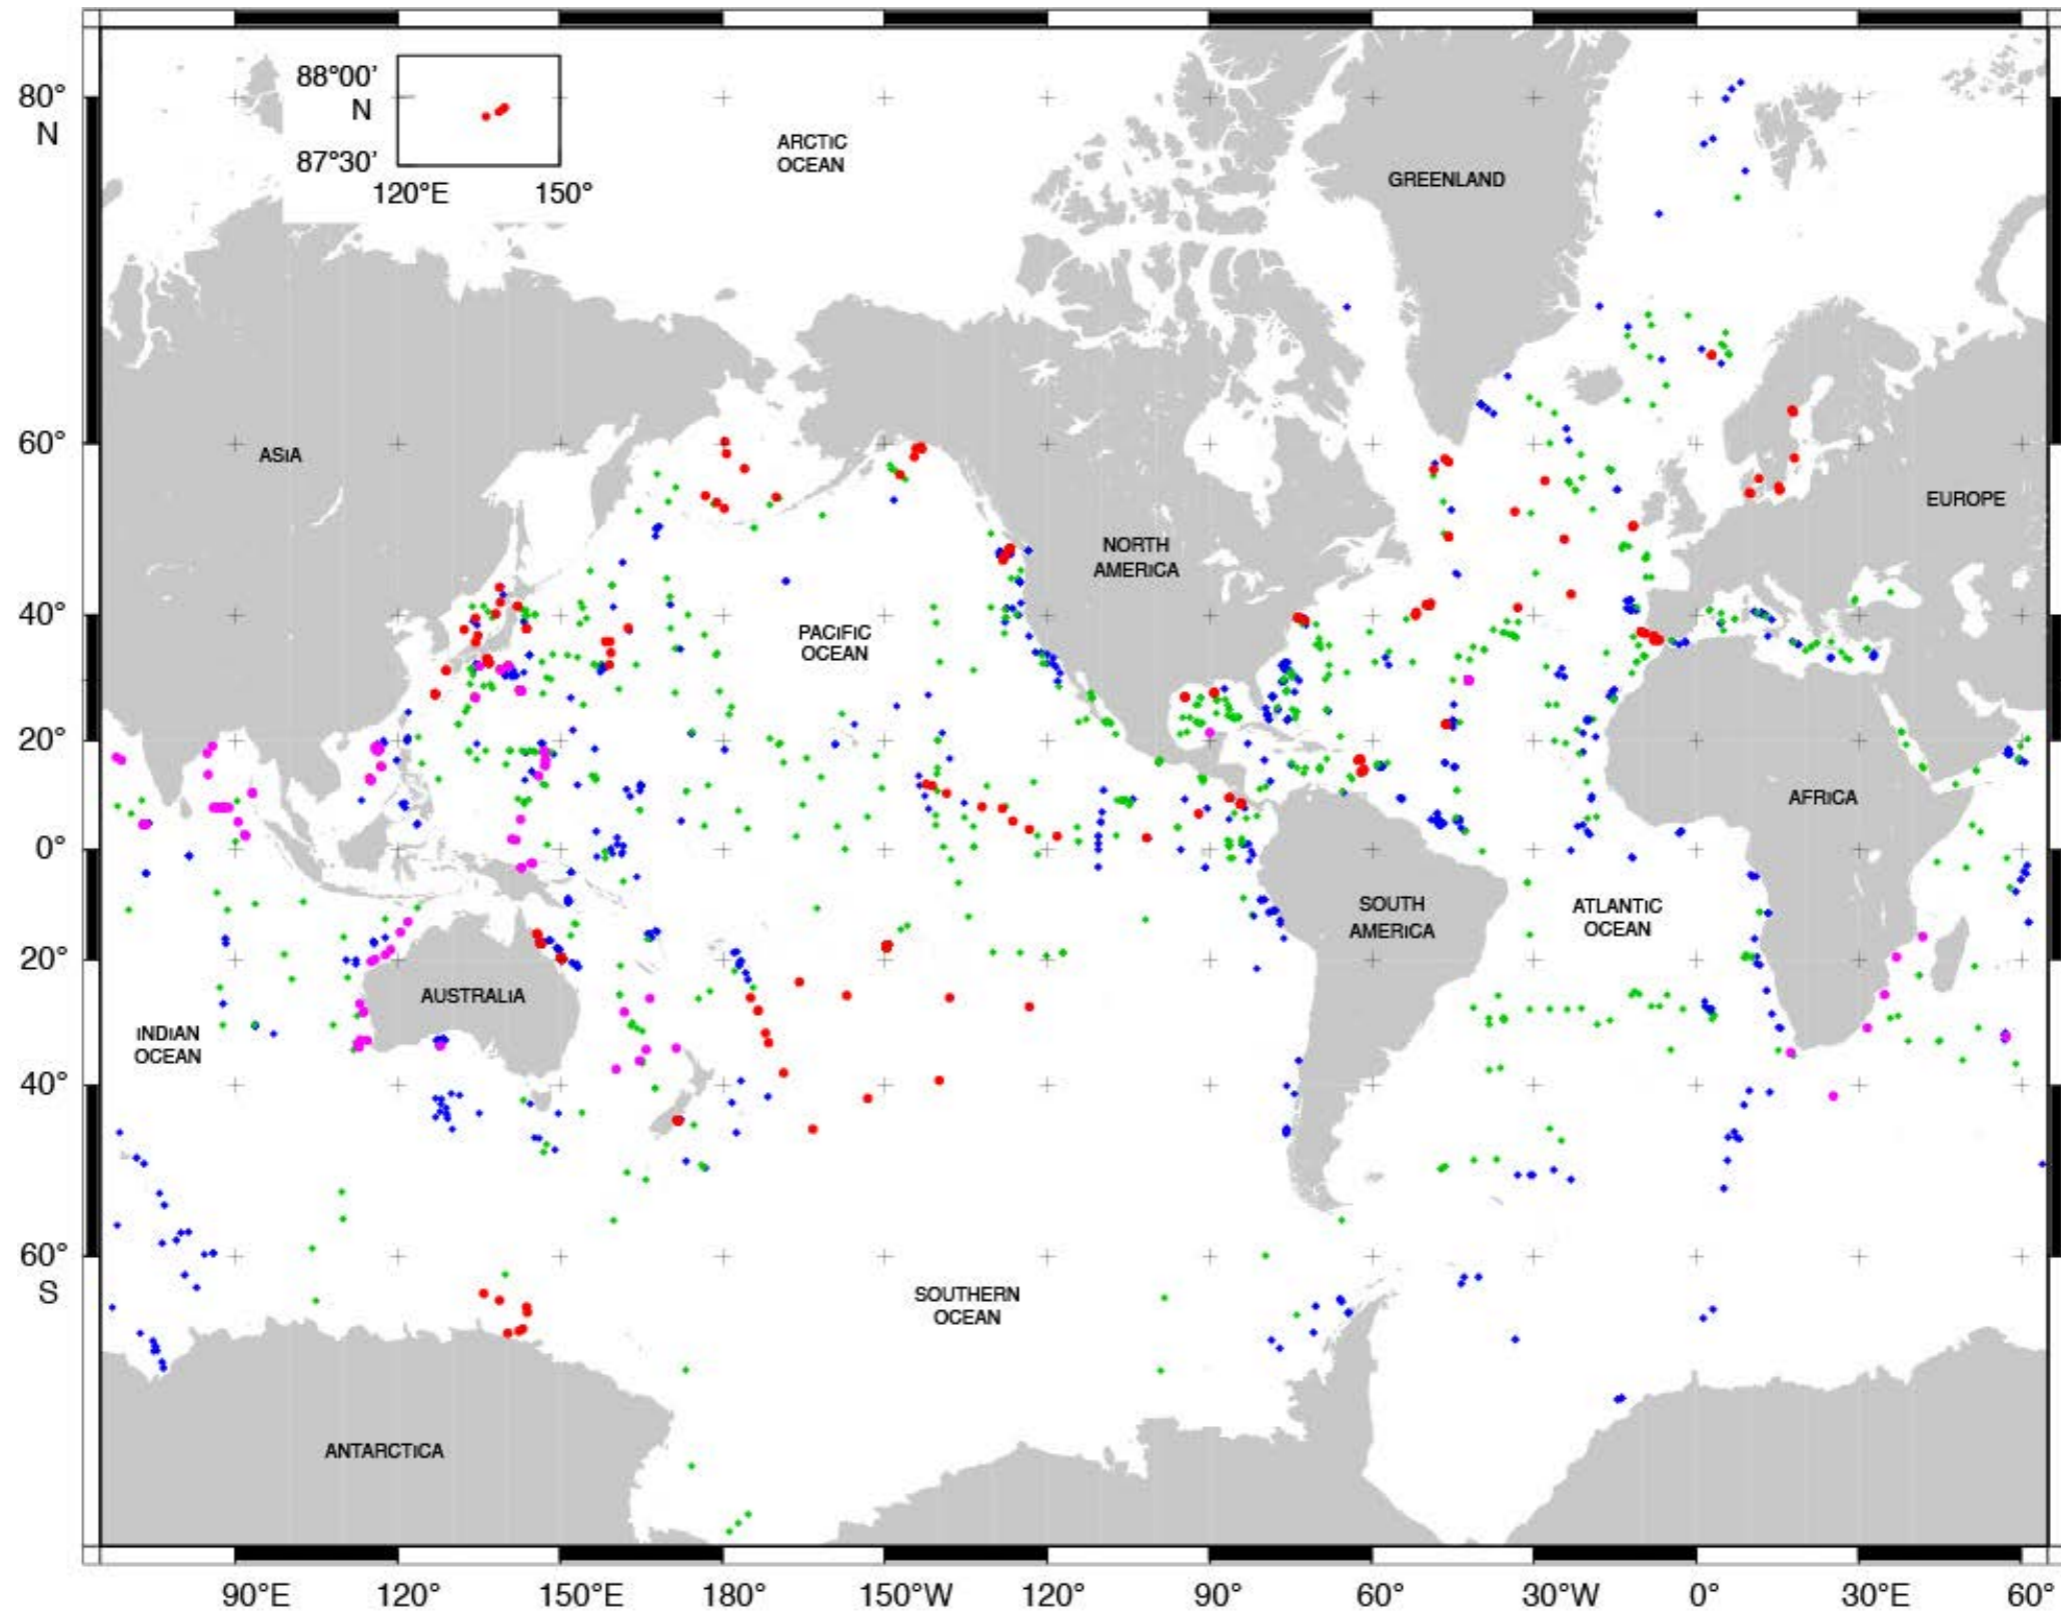 88°00'
N
87°30'
120°E 150°
80°
N
ARCTIC
OCEAN
GREENLAND
60°
ASIA
EUROPE
NORTH
AMERICA
40°
PACIFIC
OCEAN
20°
AFRICA
0°
SOUTH
AMERICA
ATLANTIC
OCEAN
20°
AUSTRALIA
INDIAN
OCEAN
40°
60°
S
SOUTHERN
OCEAN
ANTARCTICA
90°E 120° 150°E 180° 150°W 120° 90° 60° 30°W 0° 30°E 60°